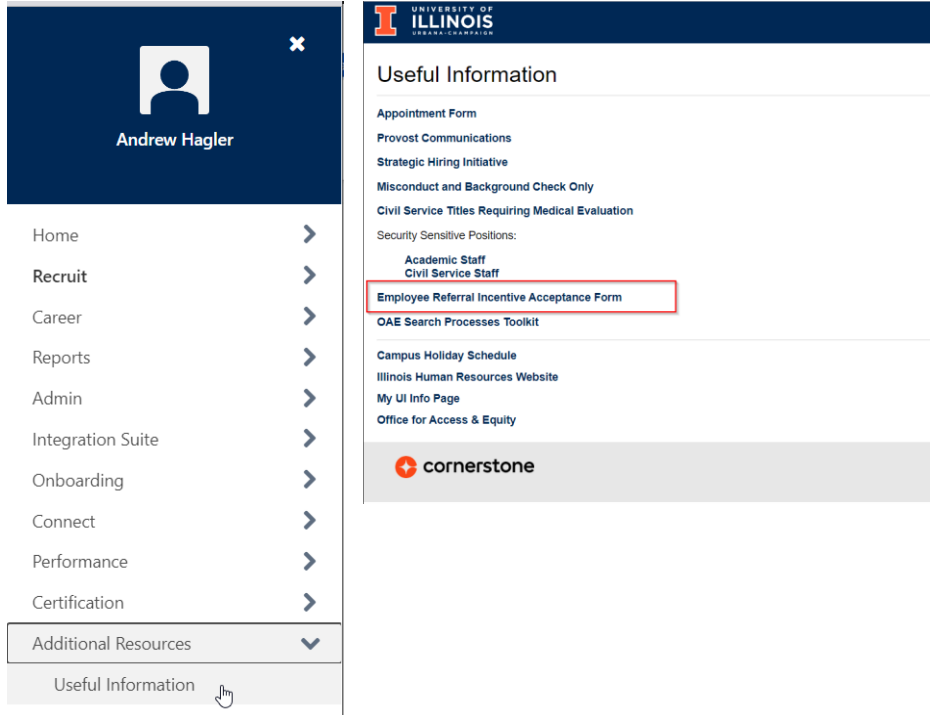 Andrew Hagler
Home
Recruit
Career
Reports
Admin
Integration Suite
Onboarding
Connect
Performance
Certification
Additional Resources
Useful Information
UNIVERSITY OF
ILLINOIS
URBANA-CHAMPAIGN
Useful Information
Appointment Form
Provost Communications
Strategic Hiring Initiative
Misconduct and Background Check Only
Civil Service Titles Requiring Medical Evaluation
Security Sensitive Positions:
Academic Staff
Civil Service Staff
Employee Referral Incentive Acceptance Form
OAE Search Processes Toolkit
Campus Holiday Schedule
Illinois Human Resources Website
My UI Info Page
Office for Access & Equity
cornerstone